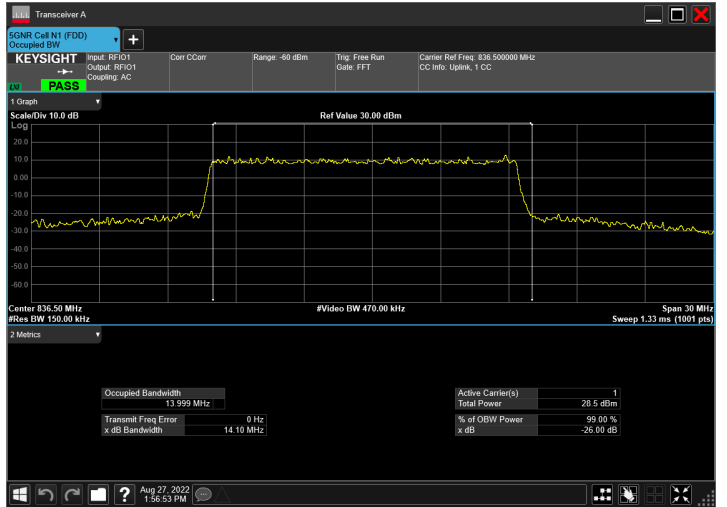 Transceiver A
5GNR Cell N1 (FDD)
Occupied BW
KEYSIGHT
LXI
PASS
Input: RFIO1
Output: RFIO1
Coupling: AC
Corr CCorr
Range: -60 dBm
Trig: Free Run
Gate: FFT
Carrier Ref Freq: 836.500000 MHz
CC Info: Uplink, 1 CC
1 Graph
Scale/Div 10.0 dB
Ref Value 30.00 dBm
Log
20.0
10.0
0.00
-10.0
-20.0
-30.0
-40.0
-50.0
-60.0
Center 836.50 MHz
#Video BW 470.00 kHz
Span 30 MHz
#Res BW 150.00 kHz
Sweep 1.33 ms (1001 pts)
2 Metrics
Occupied Bandwidth
13.999 MHz
Active Carrier(s) 1
Total Power 28.5 dBm
Transmit Freq Error 0 Hz
x dB Bandwidth 14.10 MHz
% of OBW Power 99.00 %
x dB -26.00 dB
?
Aug 27, 2022
1:56:53 PM